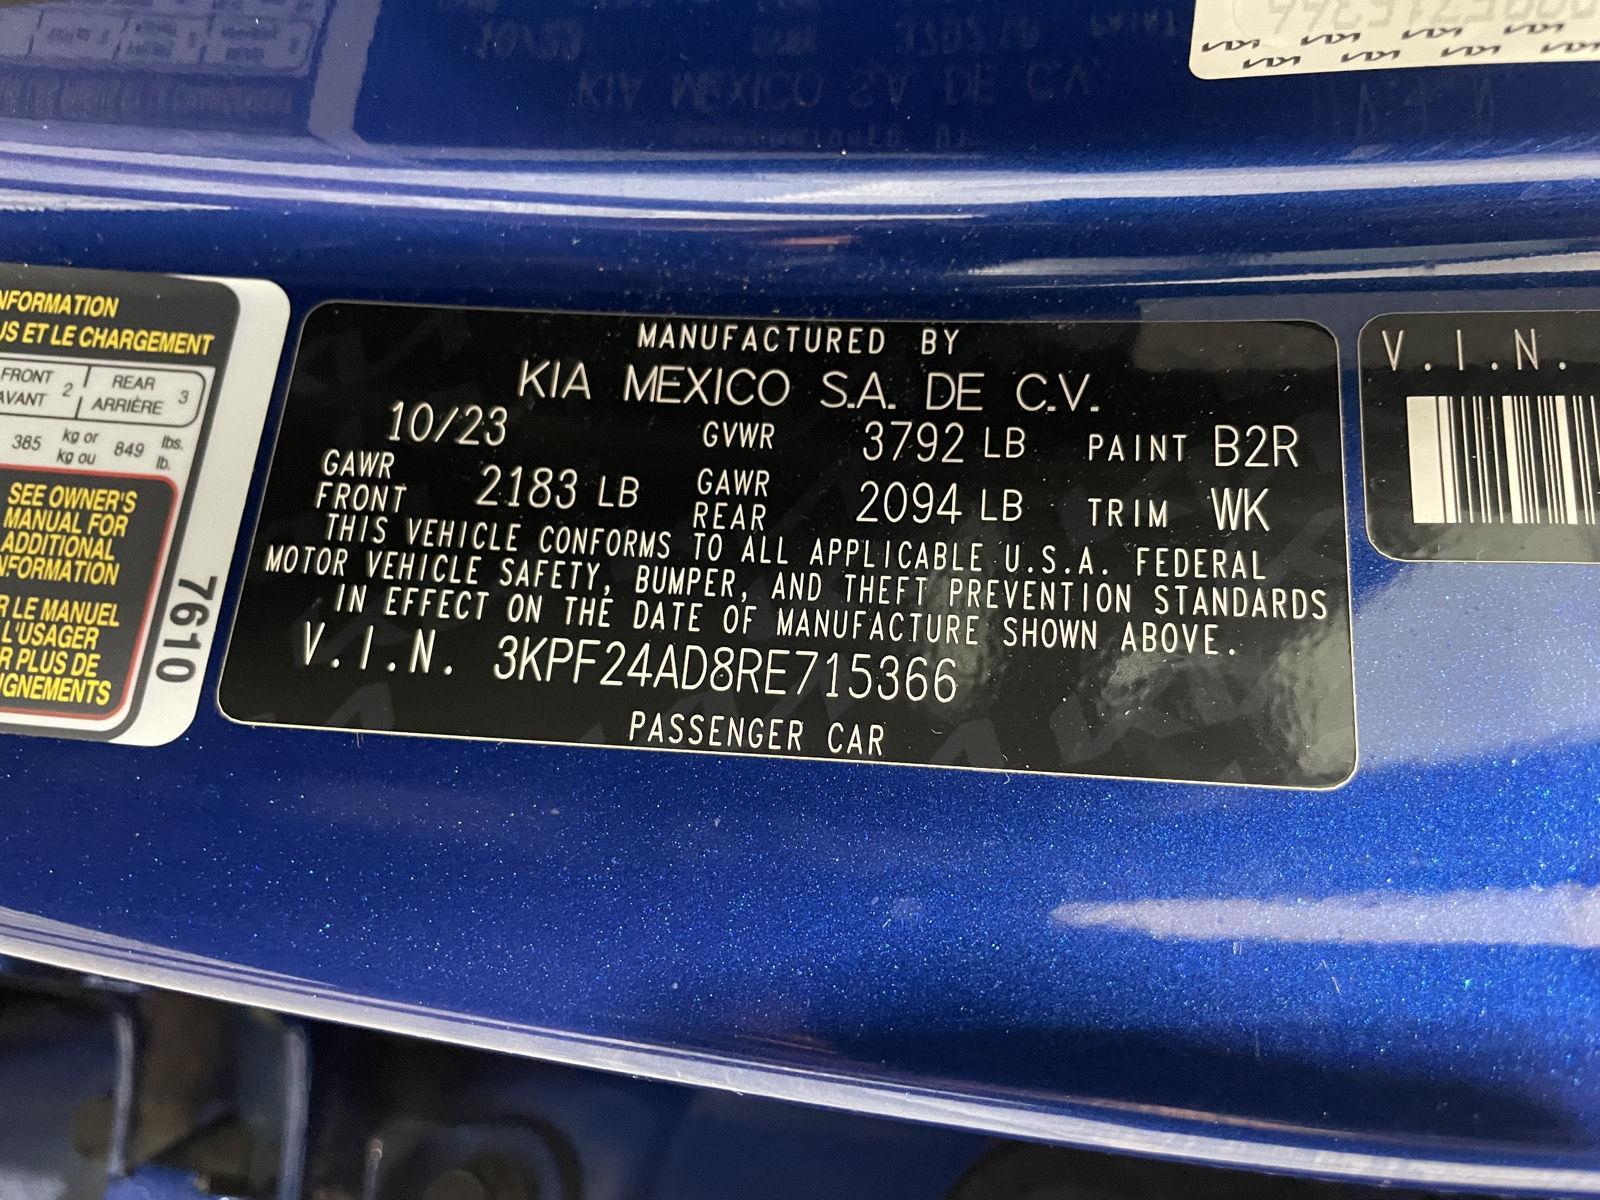 NFORMATION
US ET LE CHARGEMENT
FRONT 2 REAR 3
AVANT ARRIÈRE
385 kg or 849 lbs.
kg ou lb.
SEE OWNER'S
MANUAL FOR
ADDITIONAL
NFORMATION
R LE MANUEL
L'USAGER
R PLUS DE
IGNEMENTS
7610
MANUFACTURED BY
KIA MEXICO S.A. DE C.V.
10/23 GVWR 3792 LB PAINT B2R
GAWR FRONT 2183 LB GAWR REAR 2094 LB TRIM WK
THIS VEHICLE CONFORMS TO ALL APPLICABLE U.S.A. FEDERAL
MOTOR VEHICLE SAFETY, BUMPER, AND THEFT PREVENTION STANDARDS
IN EFFECT ON THE DATE OF MANUFACTURE SHOWN ABOVE.
V.I.N. 3KPF24AD8RE715366
PASSENGER CAR
V.I.N.